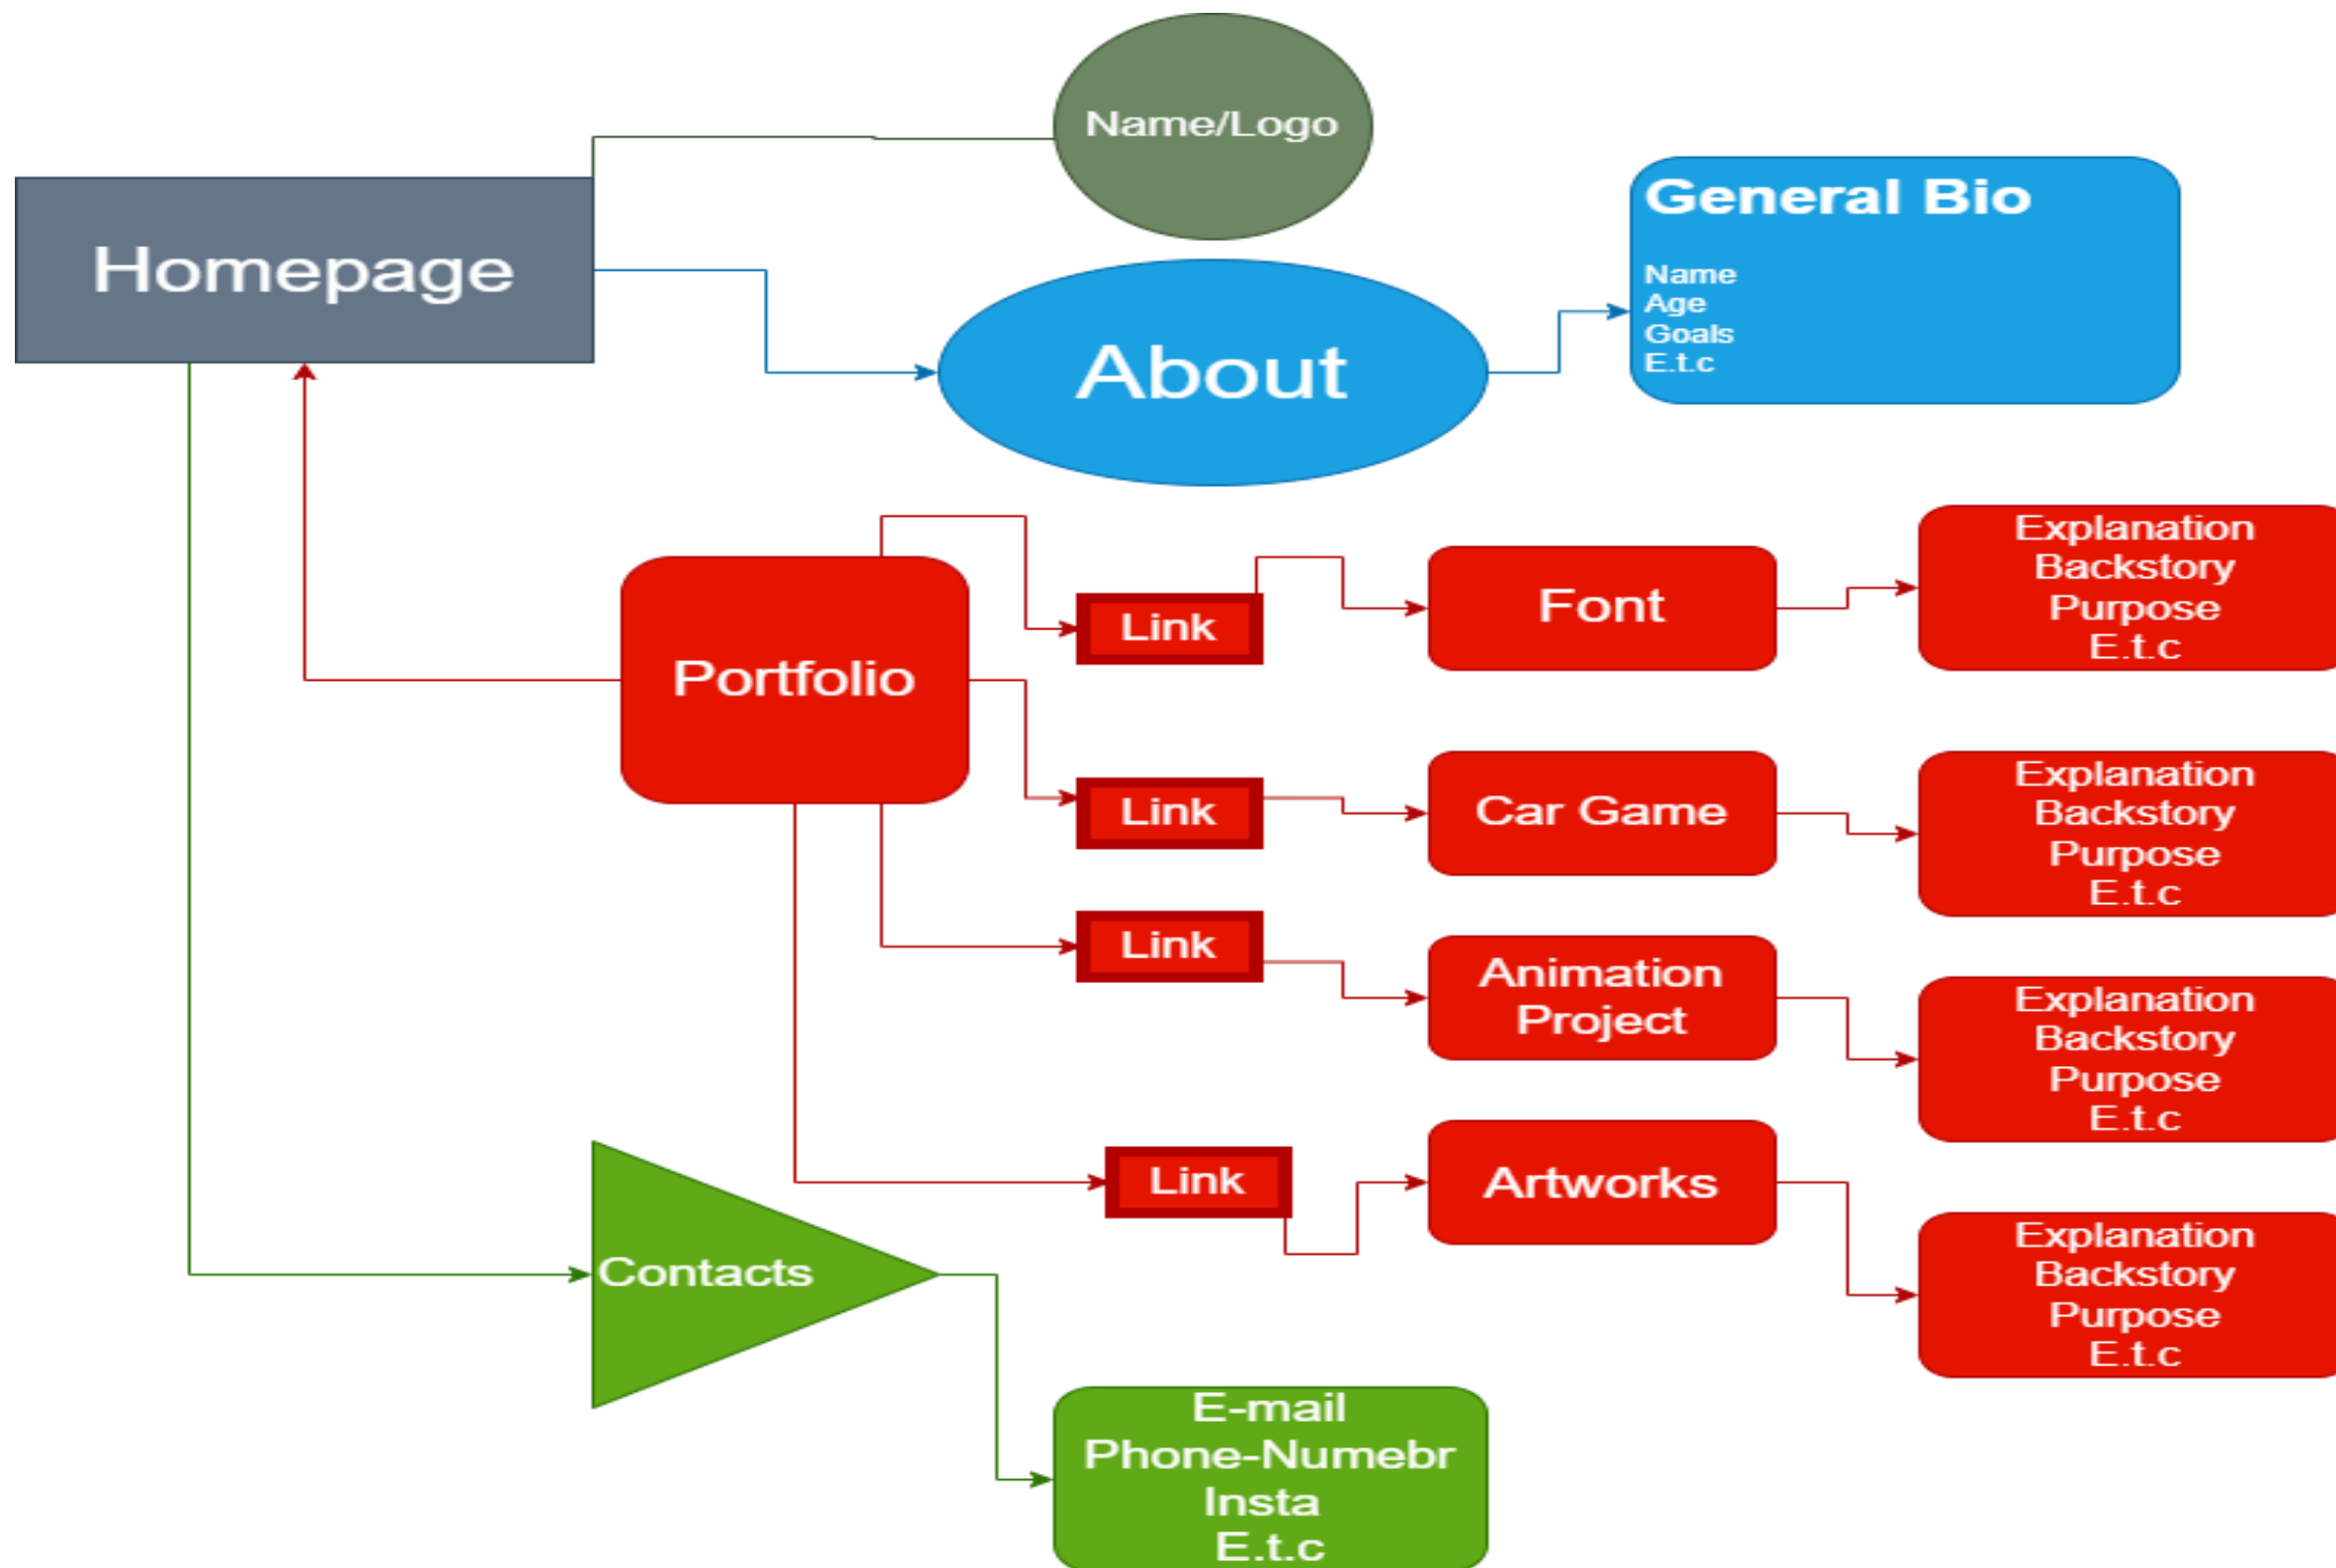 Name/Logo
Homepage
General Bio
Name
Age
Goals
E.t.c
About
Portfolio
Link
Font
Explanation
Backstory
Purpose
E.t.c
Link
Car Game
Explanation
Backstory
Purpose
E.t.c
Link
Animation
Project
Explanation
Backstory
Purpose
E.t.c
Link
Artworks
Explanation
Backstory
Purpose
E.t.c
Contacts
E-mail
Phone-Numebr
Insta
E.t.c